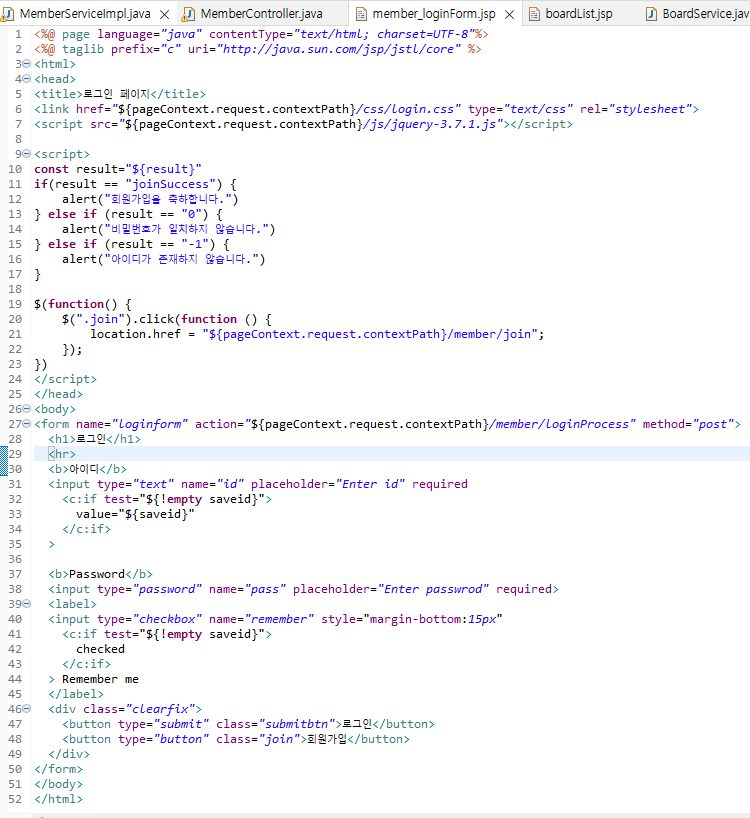 MemberServiceImpl.java MemberController.java member_loginForm.jsp boardList.jsp BoardService.jav
1 <%@ page language="java" contentType="text/html; charset=UTF-8"%>
2 <%@ taglib prefix="c" uri="http://java.sun.com/jsp/jstl/core" %>
3 <html>
4 <head>
5 <title>로그인 페이지</title>
6 <link href="${pageContext.request.contextPath}/css/login.css" type="text/css" rel="stylesheet">
7 <script src="${pageContext.request.contextPath}/js/jquery-3.7.1.js"></script>
8
9 <script>
10 const result="${result}"
11 if(result == "joinSuccess") {
12     alert("회원가입을 축하합니다.")
13 } else if (result == "0") {
14     alert("비밀번호가 일치하지 않습니다.")
15 } else if (result == "-1") {
16     alert("아이디가 존재하지 않습니다.")
17 }
18
19 $(function() {
20     $(".join").click(function () {
21         location.href = "${pageContext.request.contextPath}/member/join";
22     });
23 })
24 </script>
25 </head>
26 <body>
27 <form name="loginform" action="${pageContext.request.contextPath}/member/loginProcess" method="post">
28   <h1>로그인</h1>
29   <hr>
30   <b>아이디</b>
31   <input type="text" name="id" placeholder="Enter id" required
32     <c:if test="${!empty saveid}">
33       value="${saveid}"
34     </c:if>
35   >
36
37   <b>Password</b>
38   <input type="password" name="pass" placeholder="Enter passwrod" required>
39   <label>
40   <input type="checkbox" name="remember" style="margin-bottom:15px"
41     <c:if test="${!empty saveid}">
42       checked
43     </c:if>
44   > Remember me
45   </label>
46   <div class="clearfix">
47     <button type="submit" class="submitbtn">로그인</button>
48     <button type="button" class="join">회원가입</button>
49   </div>
50 </form>
51 </body>
52 </html>